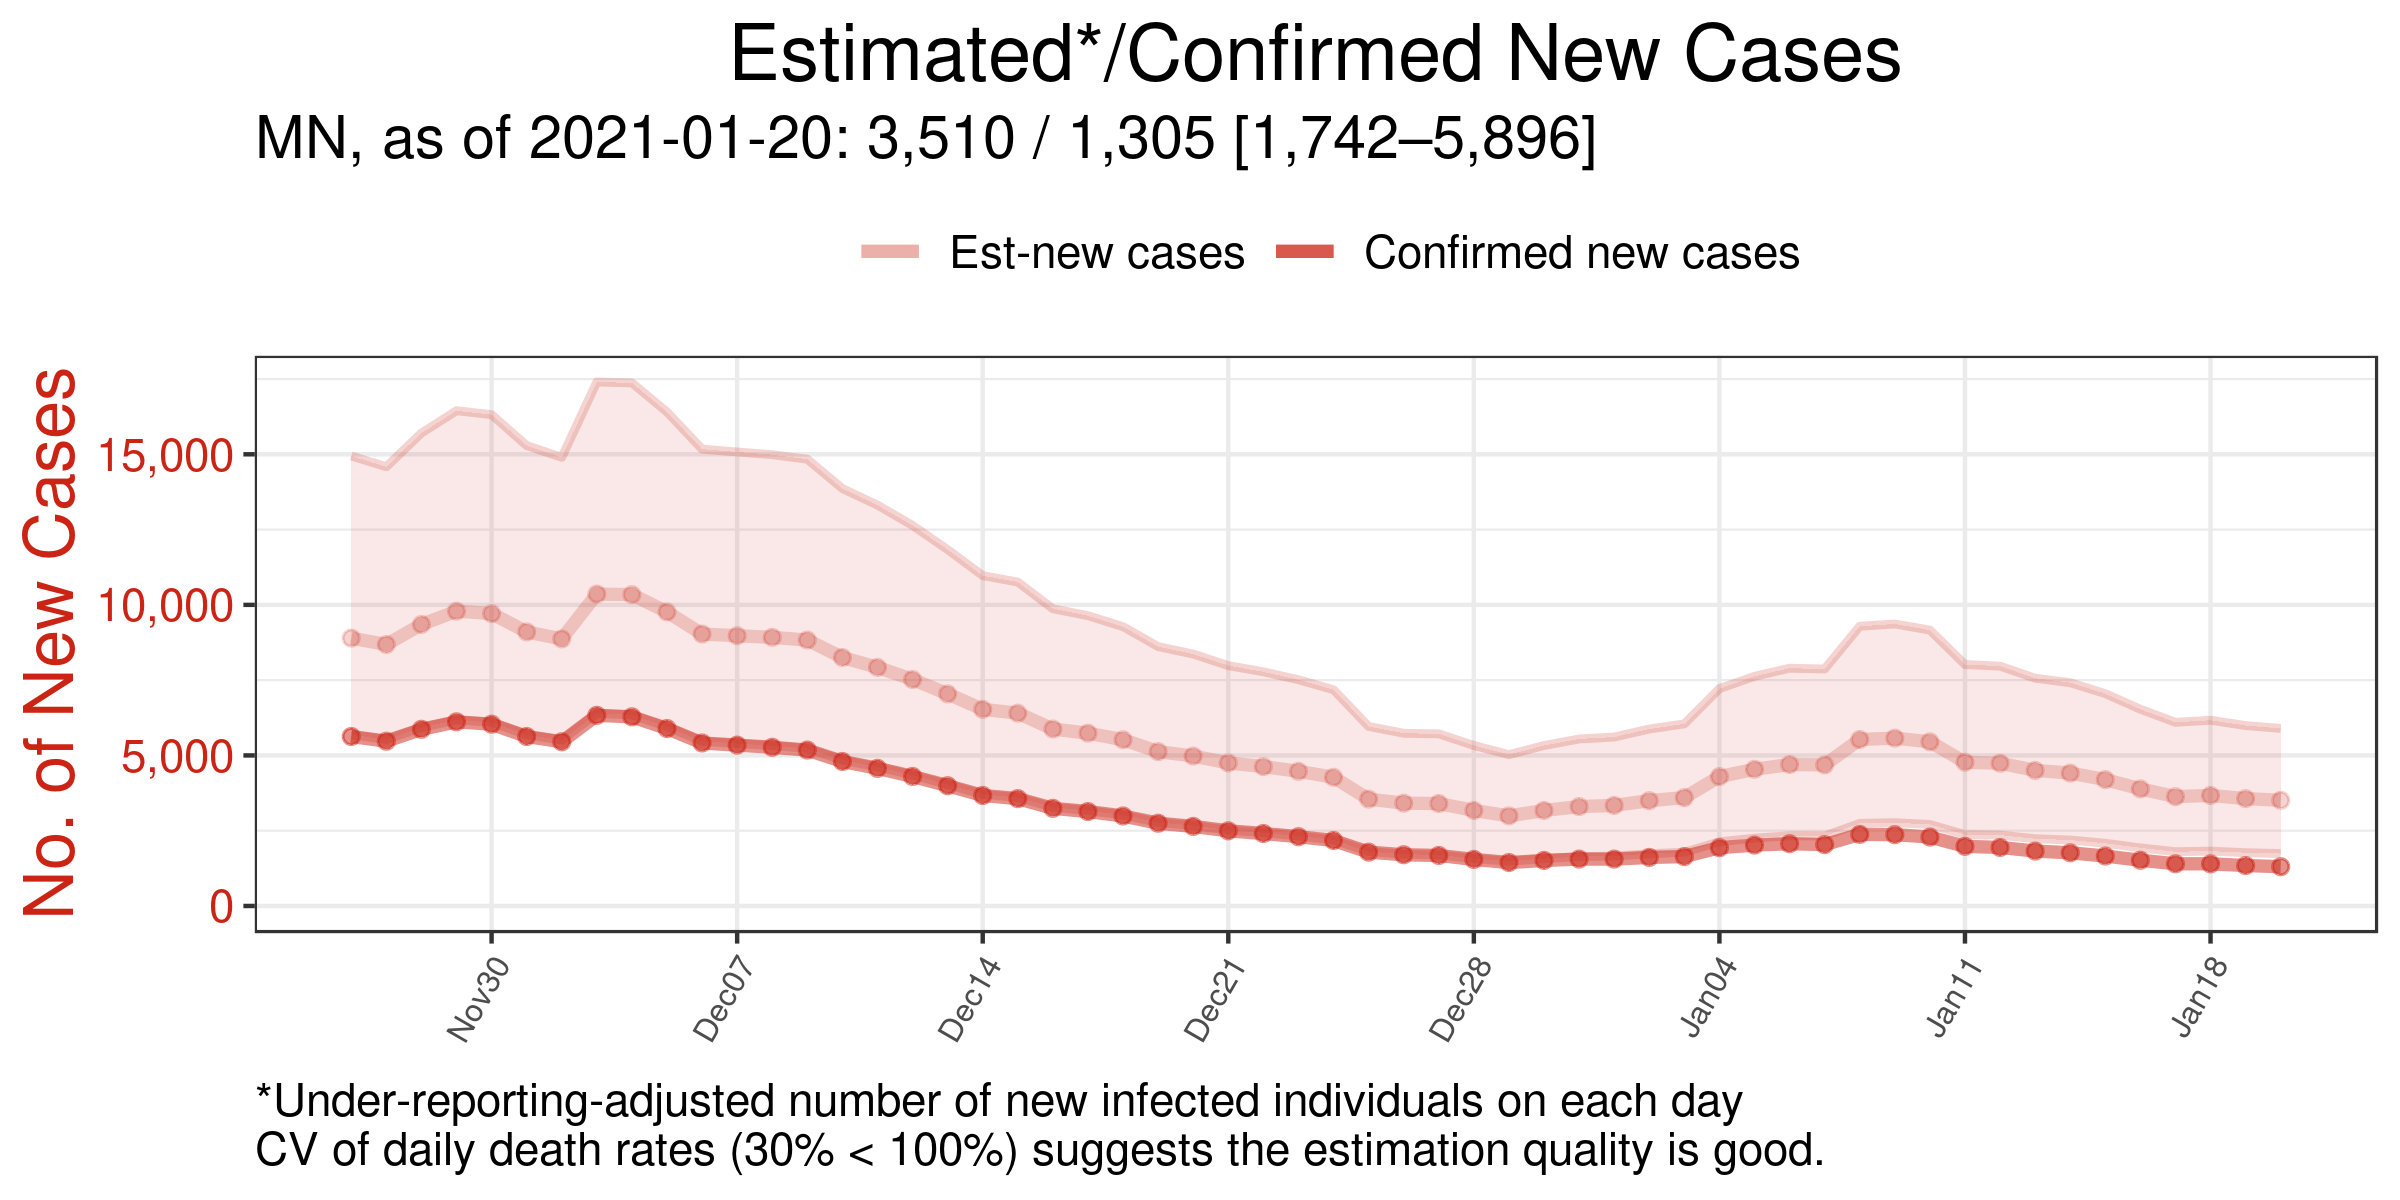 Estimated*/Confirmed New Cases
MN, as of 2021-01-20: 3,510 / 1,305 [1,742–5,896]
Est-new cases
Confirmed new cases
No. of New Cases
15,000
10,000
5,000
0
Nov30
Dec07
Dec14
Dec21
Dec28
Jan04
Jan11
Jan18
*Under-reporting-adjusted number of new infected individuals on each day
CV of daily death rates (30% < 100%) suggests the estimation quality is good.